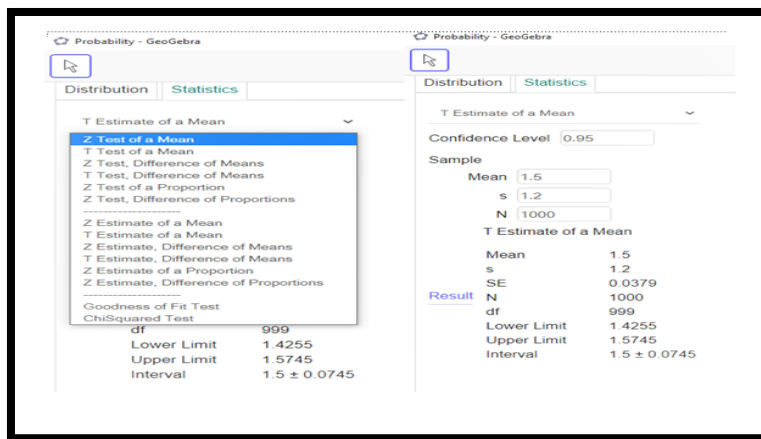 Probability - GeoGebra
Distribution Statistics
T Estimate of a Mean
Z Test of a Mean
T Test of a Mean
Z Test, Difference of Means
T Test, Difference of Means
Z Test of a Proportion
Z Test, Difference of Proportions
--------------------
Z Estimate of a Mean
T Estimate of a Mean
Z Estimate, Difference of Means
T Estimate, Difference of Means
Z Estimate of a Proportion
Z Estimate, Difference of Proportions
--------------------
Goodness of Fit Test
ChiSquared Test
df 999
Lower Limit 1.4255
Upper Limit 1.5745
Interval 1.5 ± 0.0745
Probability - GeoGebra
Distribution Statistics
T Estimate of a Mean
Confidence Level 0.95
Sample
Mean 1.5
s 1.2
N 1000
T Estimate of a Mean
Mean 1.5
s 1.2
SE 0.0379
Result N 1000
df 999
Lower Limit 1.4255
Upper Limit 1.5745
Interval 1.5 ± 0.0745